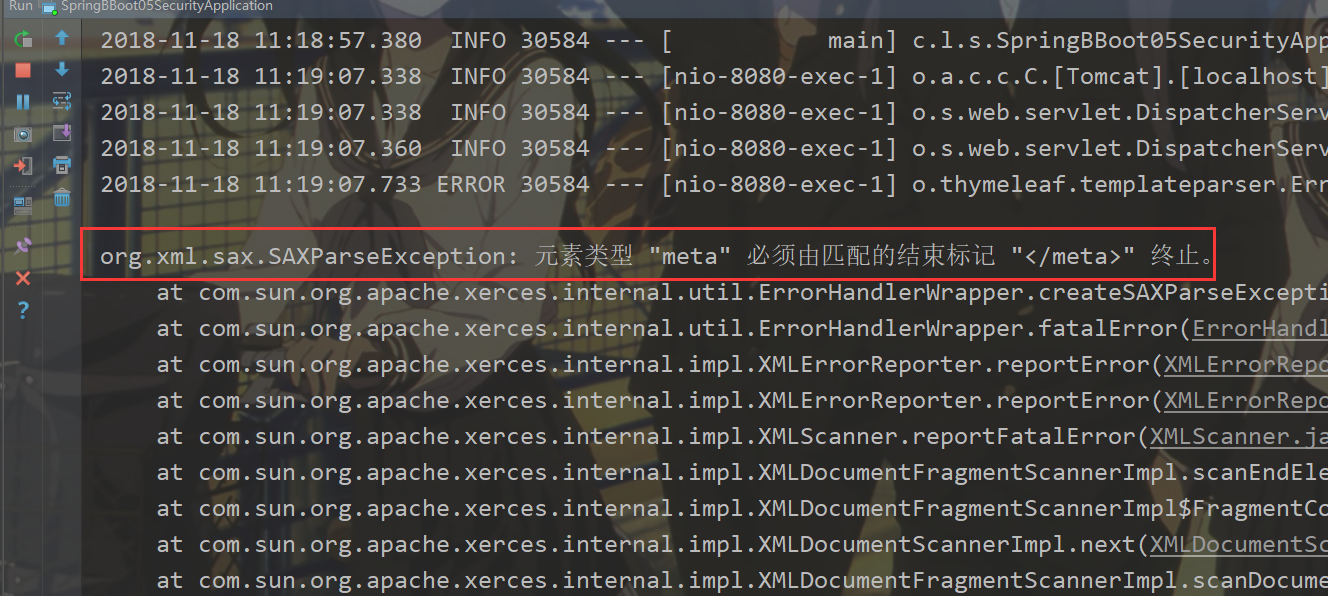 Run SpringBBoot05SecurityApplication
2018-11-18 11:18:57.380  INFO 30584 --- [           main] c.l.s.SpringBBoot05SecurityApp
2018-11-18 11:19:07.338  INFO 30584 --- [nio-8080-exec-1] o.a.c.c.C.[Tomcat].[localhost]
2018-11-18 11:19:07.338  INFO 30584 --- [nio-8080-exec-1] o.s.web.servlet.DispatcherServ
2018-11-18 11:19:07.360  INFO 30584 --- [nio-8080-exec-1] o.s.web.servlet.DispatcherServ
2018-11-18 11:19:07.733 ERROR 30584 --- [nio-8080-exec-1] o.thymeleaf.templateparser.Err
org.xml.sax.SAXParseException: 元素类型 "meta" 必须由匹配的结束标记 "</meta>" 终止。
at com.sun.org.apache.xerces.internal.util.ErrorHandlerWrapper.createSAXParseExcepti
at com.sun.org.apache.xerces.internal.util.ErrorHandlerWrapper.fatalError(ErrorHandl
at com.sun.org.apache.xerces.internal.impl.XMLErrorReporter.reportError(XMLErrorRepo
at com.sun.org.apache.xerces.internal.impl.XMLErrorReporter.reportError(XMLErrorRepo
at com.sun.org.apache.xerces.internal.impl.XMLScanner.reportFatalError(XMLScanner.ja
at com.sun.org.apache.xerces.internal.impl.XMLDocumentFragmentScannerImpl.scanEndEle
at com.sun.org.apache.xerces.internal.impl.XMLDocumentFragmentScannerImpl$FragmentCo
at com.sun.org.apache.xerces.internal.impl.XMLDocumentScannerImpl.next(XMLDocumentSc
at com.sun.org.apache.xerces.internal.impl.XMLDocumentFragmentScannerImpl.scanDocume